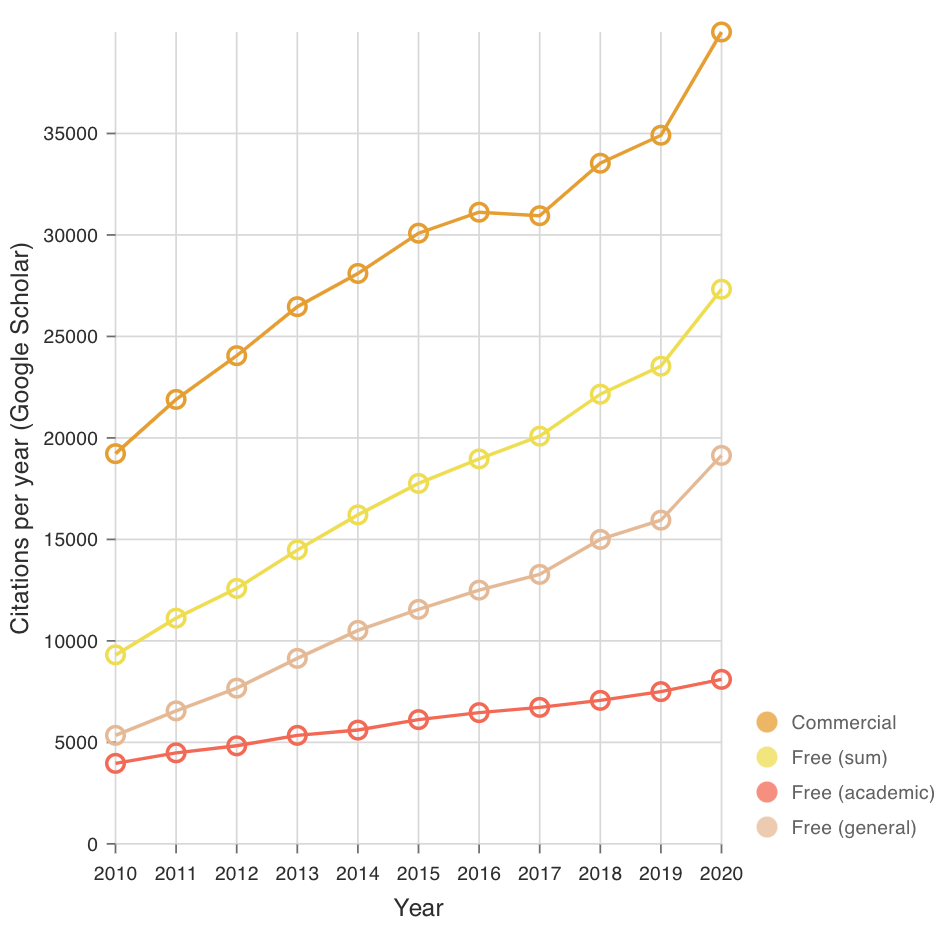 35000
30000
25000
20000
15000
10000
5000
0
Citations per year (Google Scholar)
2010 2011 2012 2013 2014 2015 2016 2017 2018 2019 2020
Year
Commercial
Free (sum)
Free (academic)
Free (general)